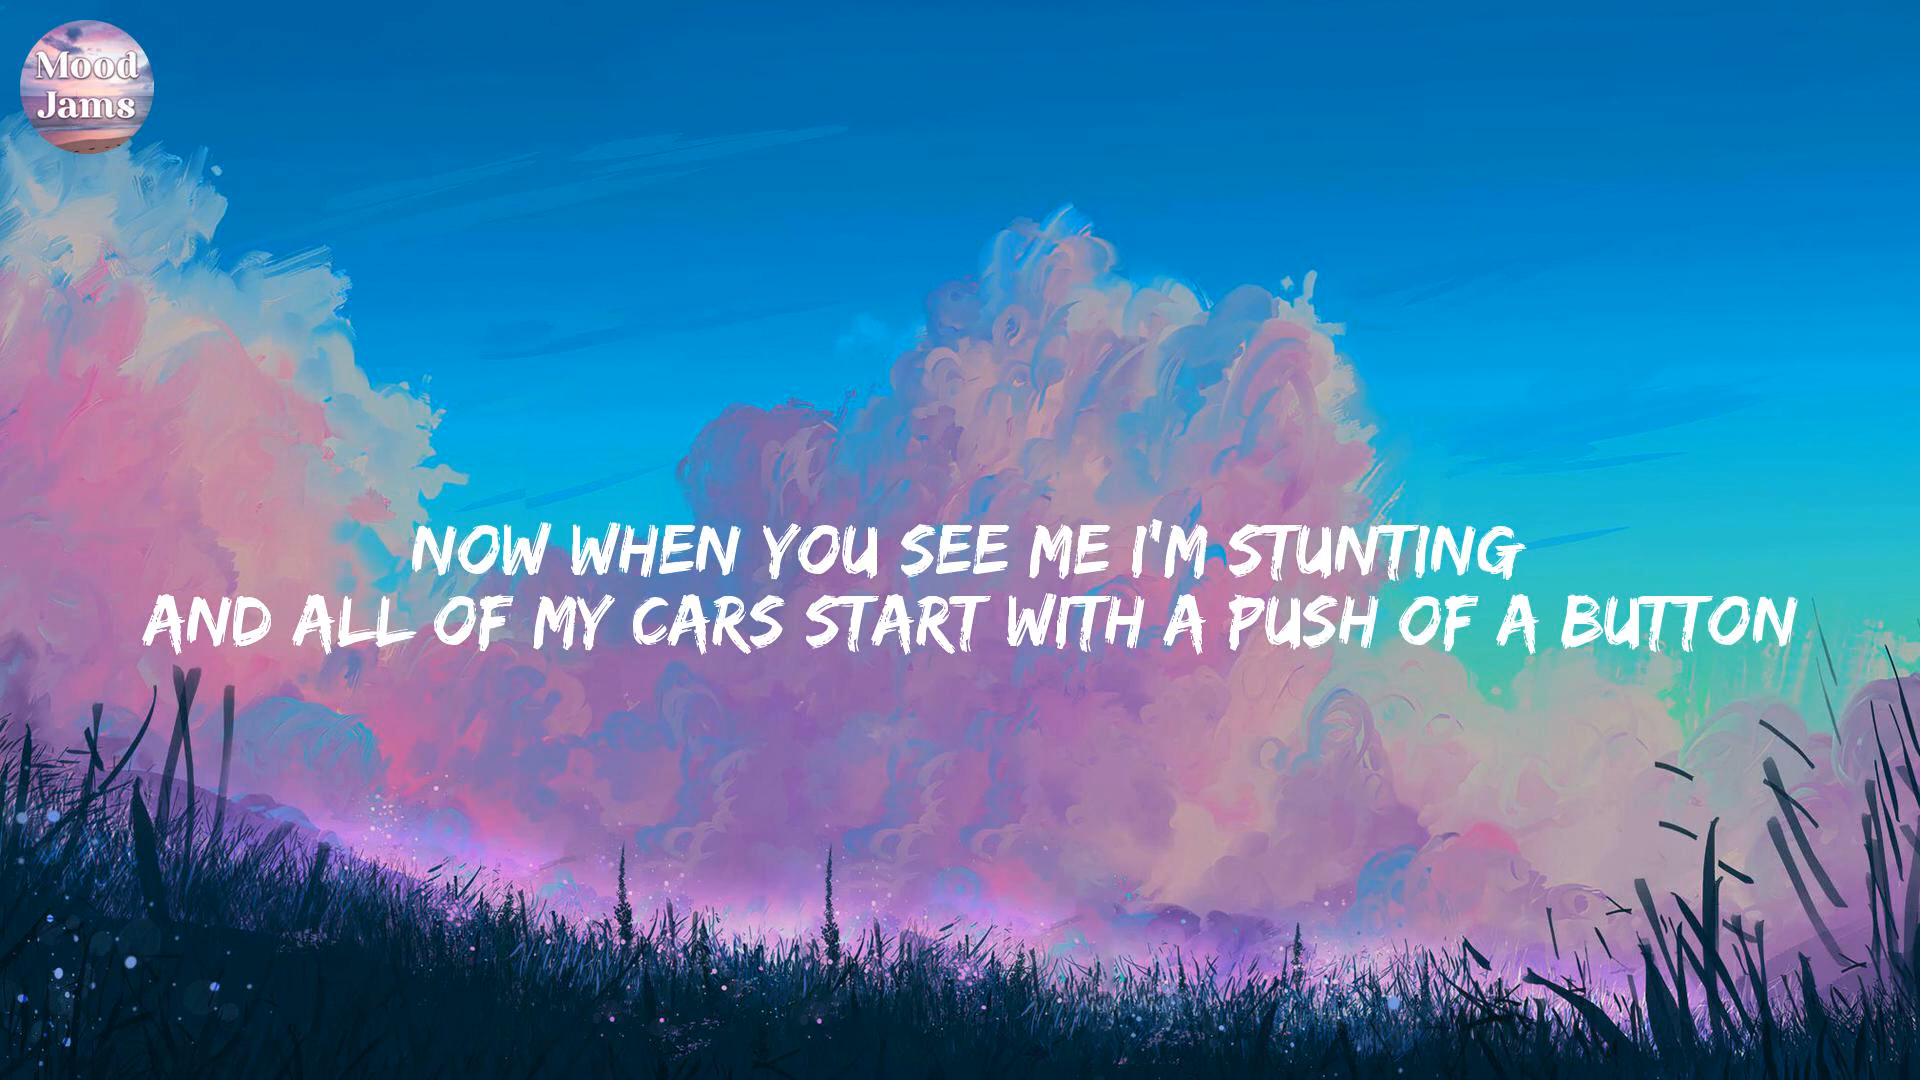 Mood
Jams
NOW WHEN YOU SEE ME I'M STUNTING
AND ALL OF MY CARS START WITH A PUSH OF A BUTTON